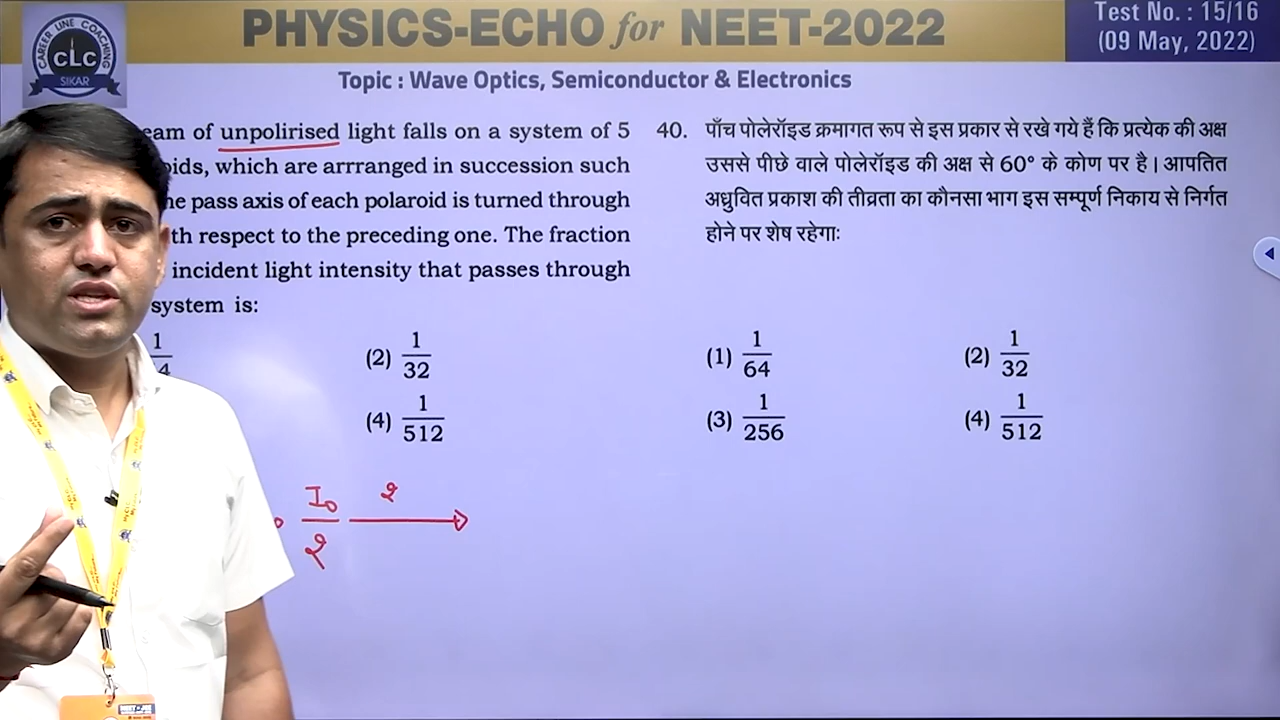 PHYSICS-ECHO for NEET-2022
Test No. : 15/16
(09 May, 2022)
CAREER LINE COACHING
CLC
SIKAR
Topic : Wave Optics, Semiconductor & Electronics
eam of unpolirised light falls on a system of 5
oids, which are arrranged in succession such
he pass axis of each polaroid is turned through
th respect to the preceding one. The fraction
incident light intensity that passes through
system is:
(2) 1/32
(4) 1/512
40. पाँच पोलेरॉइड क्रमागत रूप से इस प्रकार से रखे गये हैं कि प्रत्येक की अक्ष
उससे पीछे वाले पोलेरॉइड की अक्ष से 60° के कोण पर है। आपतित
अध्रुवित प्रकाश की तीव्रता का कौनसा भाग इस सम्पूर्ण निकाय से निर्गत
होने पर शेष रहेगाः
(1) 1/64 (2) 1/32
(3) 1/256 (4) 1/512
I₀/2 2